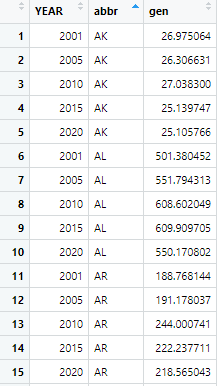 YEAR abbr gen
1 2001 AK 26.975064
2 2005 AK 26.306631
3 2010 AK 27.038300
4 2015 AK 25.139747
5 2020 AK 25.105766
6 2001 AL 501.380452
7 2005 AL 551.794313
8 2010 AL 608.602049
9 2015 AL 609.909705
10 2020 AL 550.170802
11 2001 AR 188.768144
12 2005 AR 191.178037
13 2010 AR 244.000741
14 2015 AR 222.237711
15 2020 AR 218.565043